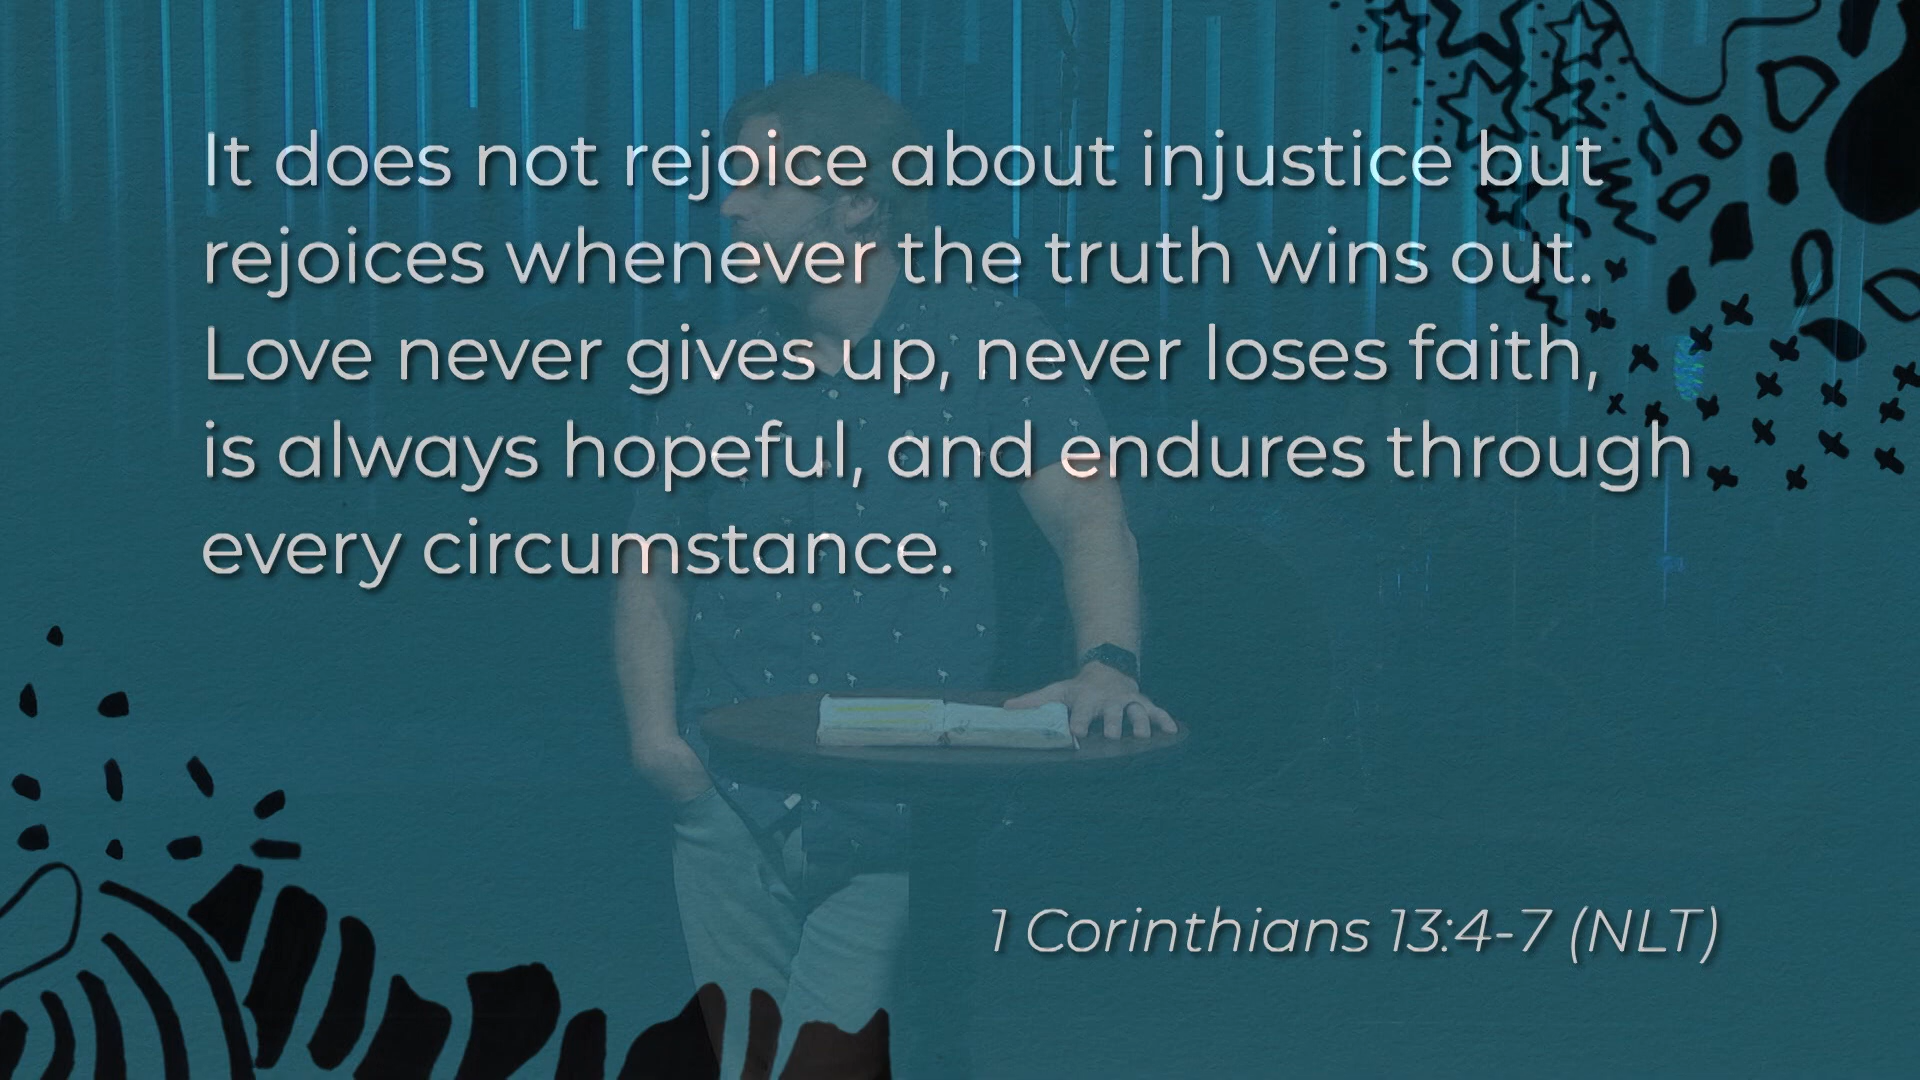 It does not rejoice about injustice but
rejoices whenever the truth wins out.
Love never gives up, never loses faith,
is always hopeful, and endures through
every circumstance.
1 Corinthians 13:4-7 (NLT)